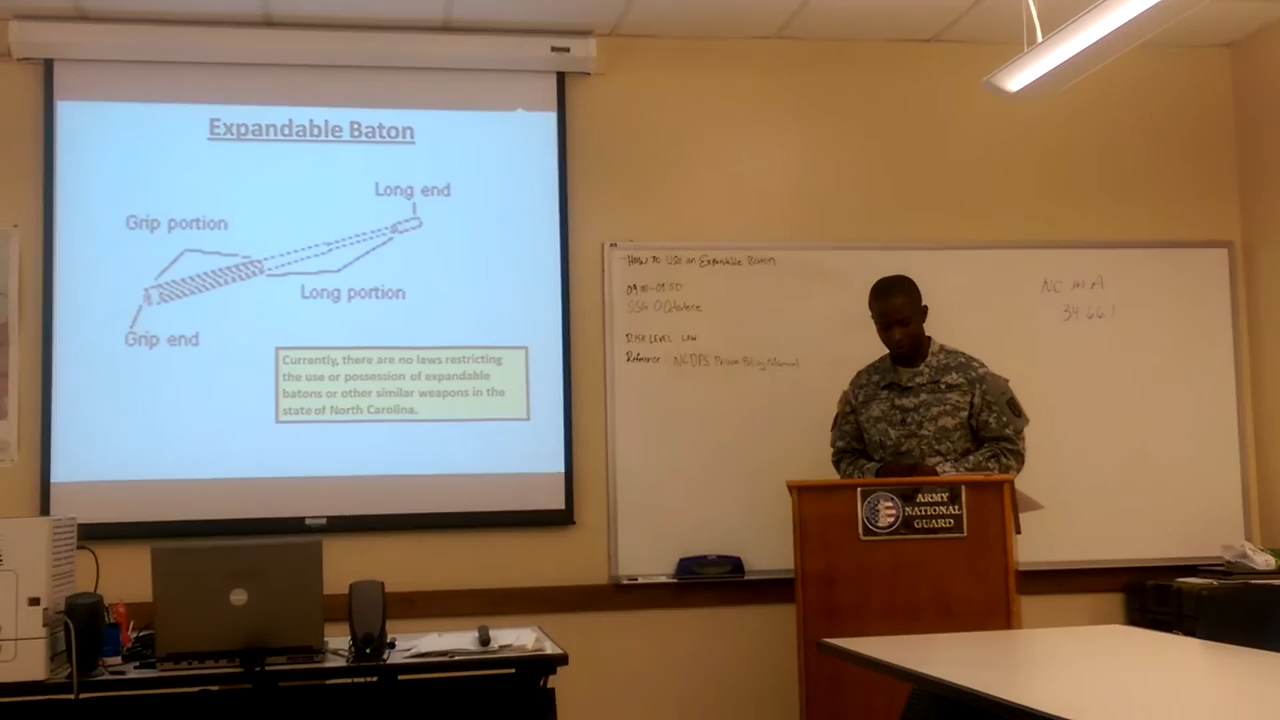 Expandable Baton
Long end
Grip portion
Long portion
Grip end
Currently, there are no laws restricting
the use or possession of expandable
batons or other similar weapons in the
state of North Carolina.
How to Use an Expandable Baton
SSG
RISK LEVEL LOW
Reference NCDPS Prison Policy Manual
NC
34661
ARMY
NATIONAL
GUARD